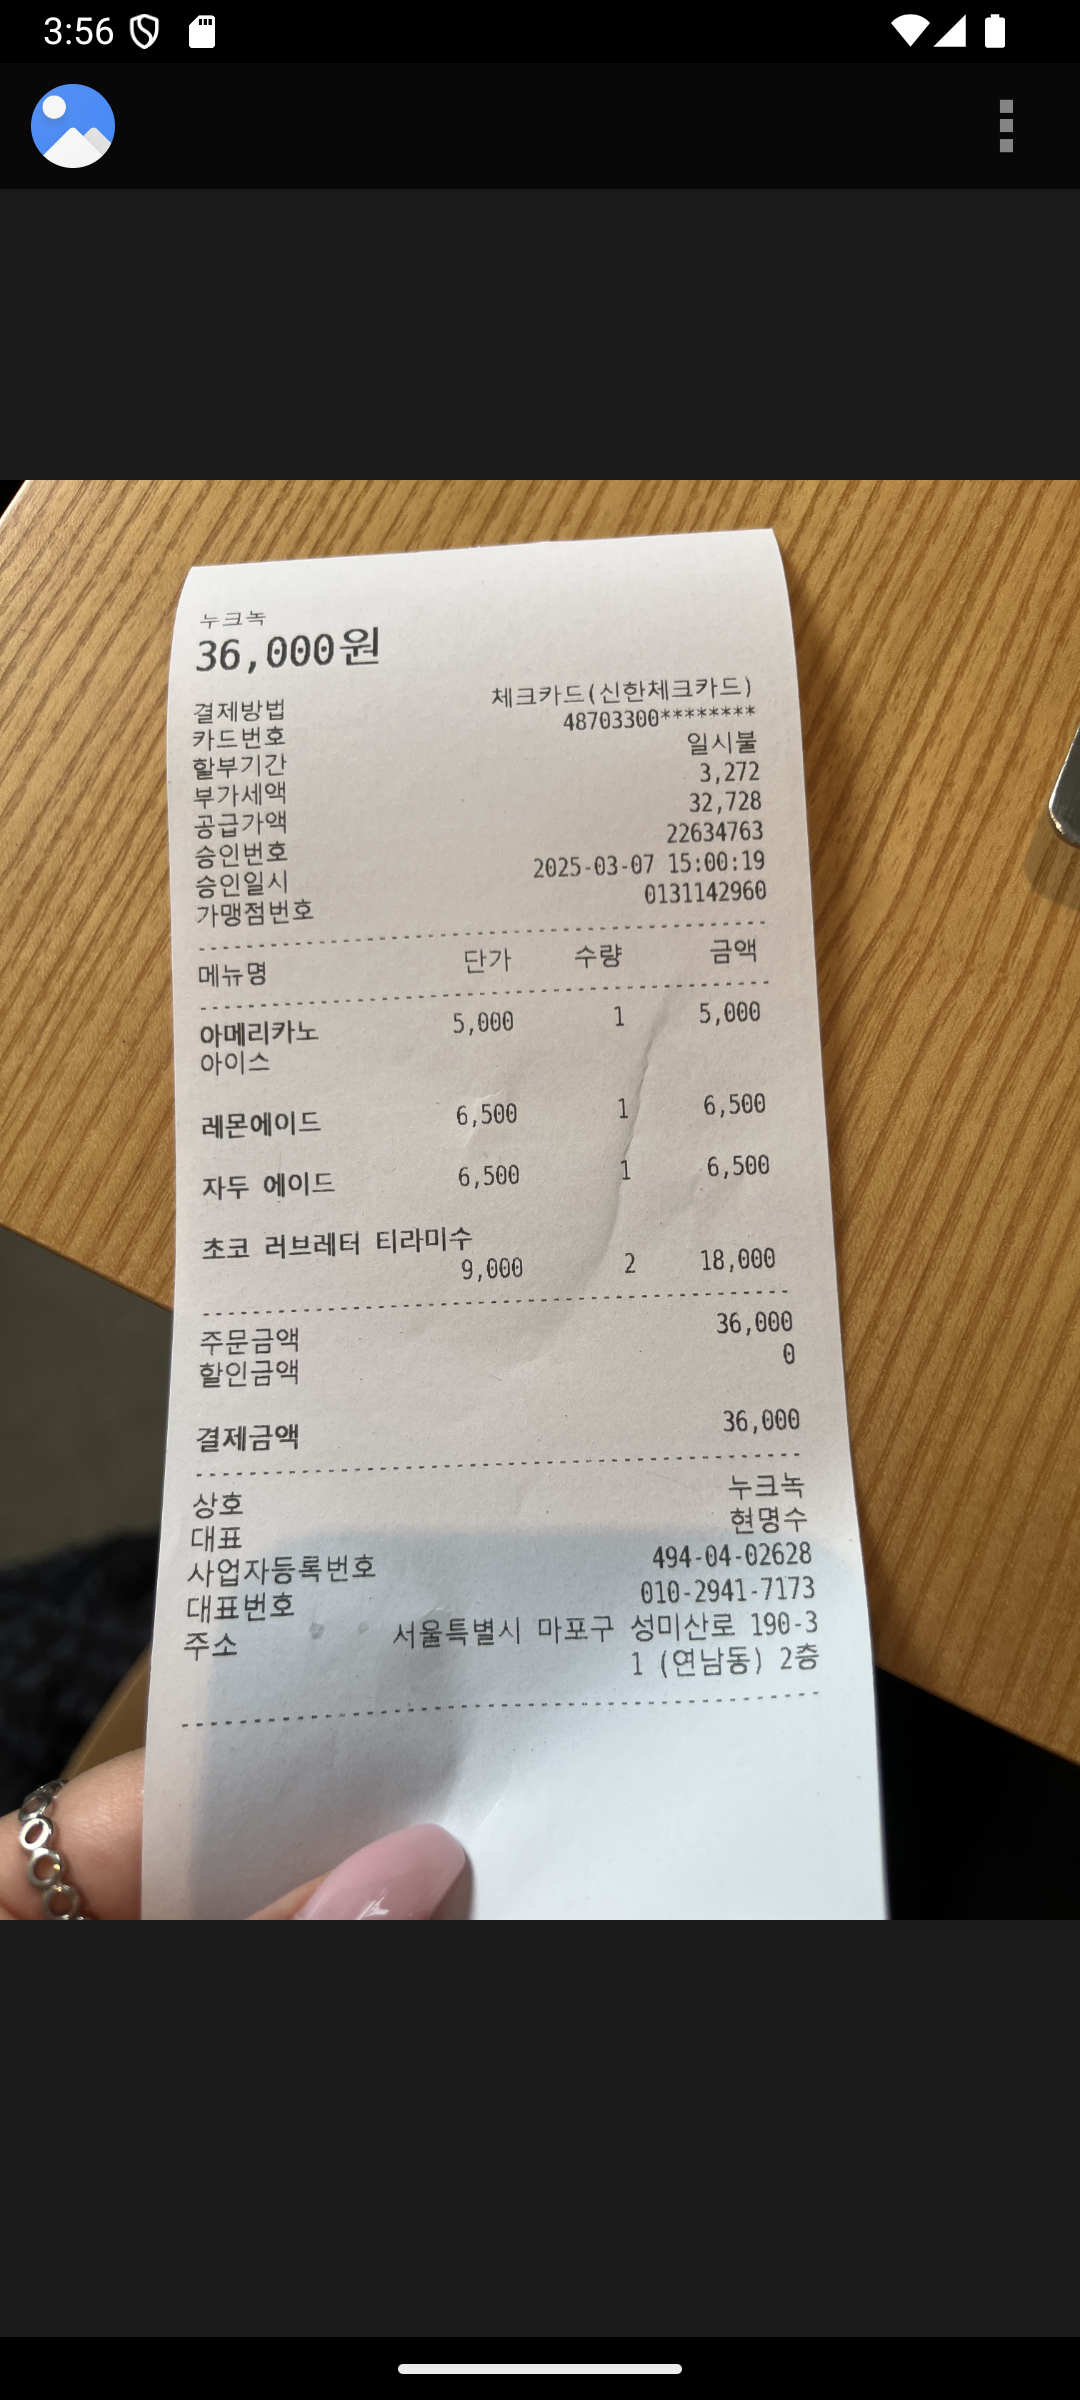 3:56
누크녹
36,000원
결제방법 체크카드(신한체크카드)
카드번호 48703300********
할부기간 일시불
부가세액 3,272
공급가액 32,728
승인번호 22634763
승인일시 2025-03-07 15:00:19
가맹점번호 0131142960
메뉴명 단가 수량 금액
아메리카노 5,000 1 5,000
아이스
레몬에이드 6,500 1 6,500
자두 에이드 6,500 1 6,500
초코 러브레터 티라미수
9,000 2 18,000
주문금액 36,000
할인금액 0
결제금액 36,000
상호 누크녹
대표 현명수
사업자등록번호 494-04-02628
대표번호 010-2941-7173
주소 서울특별시 마포구 성미산로 190-3
1 (연남동) 2층